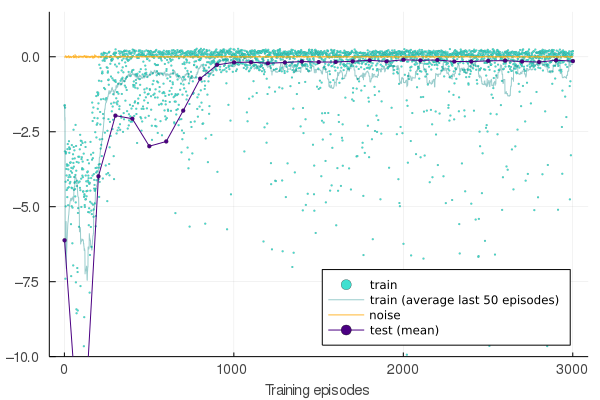 0.0
−2.5
−5.0
−7.5
−10.0
0
1000
2000
3000
Training episodes
train
train (average last 50 episodes)
noise
test (mean)